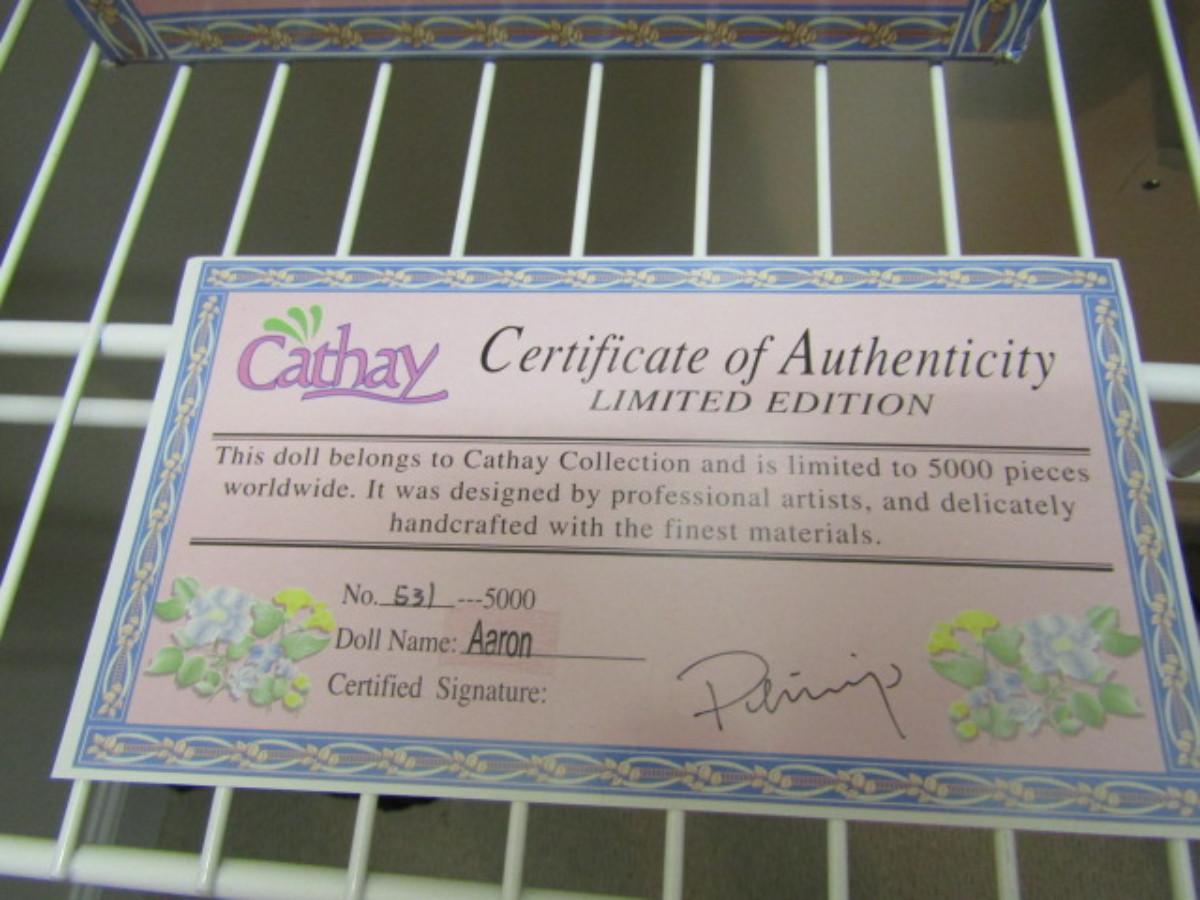 Cathay
Certificate of Authenticity
LIMITED EDITION
This doll belongs to Cathay Collection and is limited to 5000 pieces
worldwide. It was designed by professional artists, and delicately
handcrafted with the finest materials.
No. 531 ---5000
Doll Name: Aaron
Certified Signature: